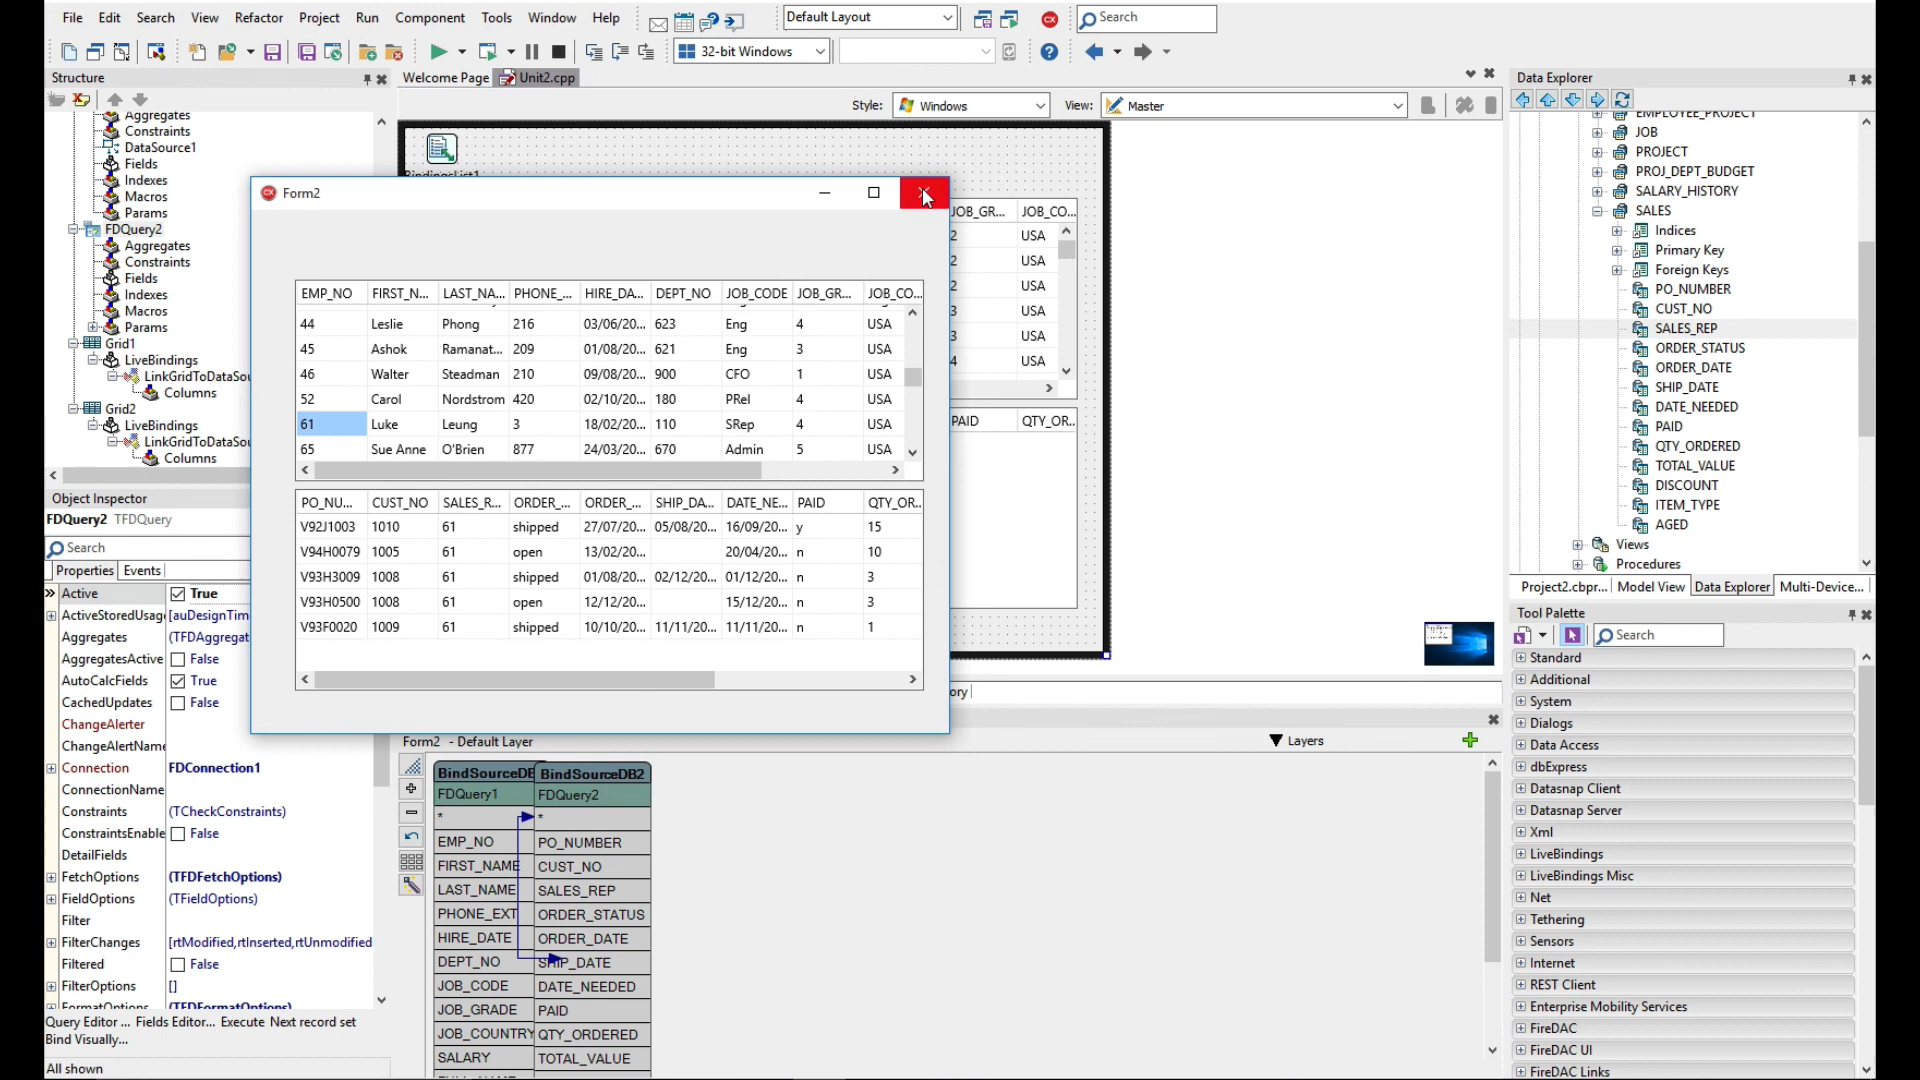 File Edit Search View Refactor Project Run Component Tools Window Help
Default Layout
Search
32-bit Windows
Structure
Aggregates
Constraints
DataSource1
Fields
Indexes
Macros
Params
FDQuery2
Aggregates
Constraints
Fields
Indexes
Macros
Params
Grid1
LiveBindings
LinkGridToDataSou
Columns
Grid2
LiveBindings
LinkGridToDataSou
Columns
Object Inspector
FDQuery2 TFDQuery
Search
Properties Events
Active True
ActiveStoredUsage [auDesignTim
Aggregates (TFDAggregat
AggregatesActive False
AutoCalcFields True
CachedUpdates False
ChangeAlerter
ChangeAlertName
Connection FDConnection1
ConnectionName
Constraints (TCheckConstraints)
ConstraintsEnable False
DetailFields
FetchOptions (TFDFetchOptions)
FieldOptions (TFieldOptions)
Filter
FilterChanges [rtModified,rtInserted,rtUnmodified
Filtered False
FilterOptions []
FormatOptions (TFDFormatOptions)
Query Editor ... Fields Editor... Execute Next record set
Bind Visually...
All shown
Welcome Page Unit2.cpp
Style: Windows View: Master
BindingsList1
Form2
EMP_NO FIRST_N... LAST_NA... PHONE_... HIRE_DA... DEPT_NO JOB_CODE JOB_GR... JOB_CO...
44 Leslie Phong 216 03/06/20... 623 Eng 4 USA
45 Ashok Ramanat... 209 01/08/20... 621 Eng 3 USA
46 Walter Steadman 210 09/08/20... 900 CFO 1 USA
52 Carol Nordstrom 420 02/10/20... 180 PRel 4 USA
61 Luke Leung 3 18/02/20... 110 SRep 4 USA
65 Sue Anne O'Brien 877 24/03/20... 670 Admin 5 USA
PO_NU... CUST_NO SALES_R... ORDER_... ORDER_... SHIP_DA... DATE_NE... PAID QTY_OR...
V92J1003 1010 61 shipped 27/07/20... 05/08/20... 16/09/20... y 15
V94H0079 1005 61 open 13/02/20... 20/04/20... n 10
V93H3009 1008 61 shipped 01/08/20... 02/12/20... 01/12/20... n 3
V93H0500 1008 61 open 12/12/20... 15/12/20... n 3
V93F0020 1009 61 shipped 10/10/20... 11/11/20... 11/11/20... n 1
JOB_GR... JOB_CO...
2 USA
2 USA
2 USA
3 USA
3 USA
4 USA
PAID QTY_OR...
ory
Form2 - Default Layer
Layers
BindSourceDB
FDQuery1
*
EMP_NO
FIRST_NAME
LAST_NAME
PHONE_EXT
HIRE_DATE
DEPT_NO
JOB_CODE
JOB_GRADE
JOB_COUNTRY
SALARY
BindSourceDB2
FDQuery2
*
PO_NUMBER
CUST_NO
SALES_REP
ORDER_STATUS
ORDER_DATE
SHIP_DATE
DATE_NEEDED
PAID
QTY_ORDERED
TOTAL_VALUE
Data Explorer
EMPLOYEE_PROJECT
JOB
PROJECT
PROJ_DEPT_BUDGET
SALARY_HISTORY
SALES
Indices
Primary Key
Foreign Keys
PO_NUMBER
CUST_NO
SALES_REP
ORDER_STATUS
ORDER_DATE
SHIP_DATE
DATE_NEEDED
PAID
QTY_ORDERED
TOTAL_VALUE
DISCOUNT
ITEM_TYPE
AGED
Views
Procedures
Project2.cbpr... Model View Data Explorer Multi-Device...
Tool Palette
Search
Standard
Additional
System
Dialogs
Data Access
dbExpress
Datasnap Client
Datasnap Server
Xml
LiveBindings
LiveBindings Misc
Net
Tethering
Sensors
Internet
REST Client
Enterprise Mobility Services
FireDAC
FireDAC UI
FireDAC Links